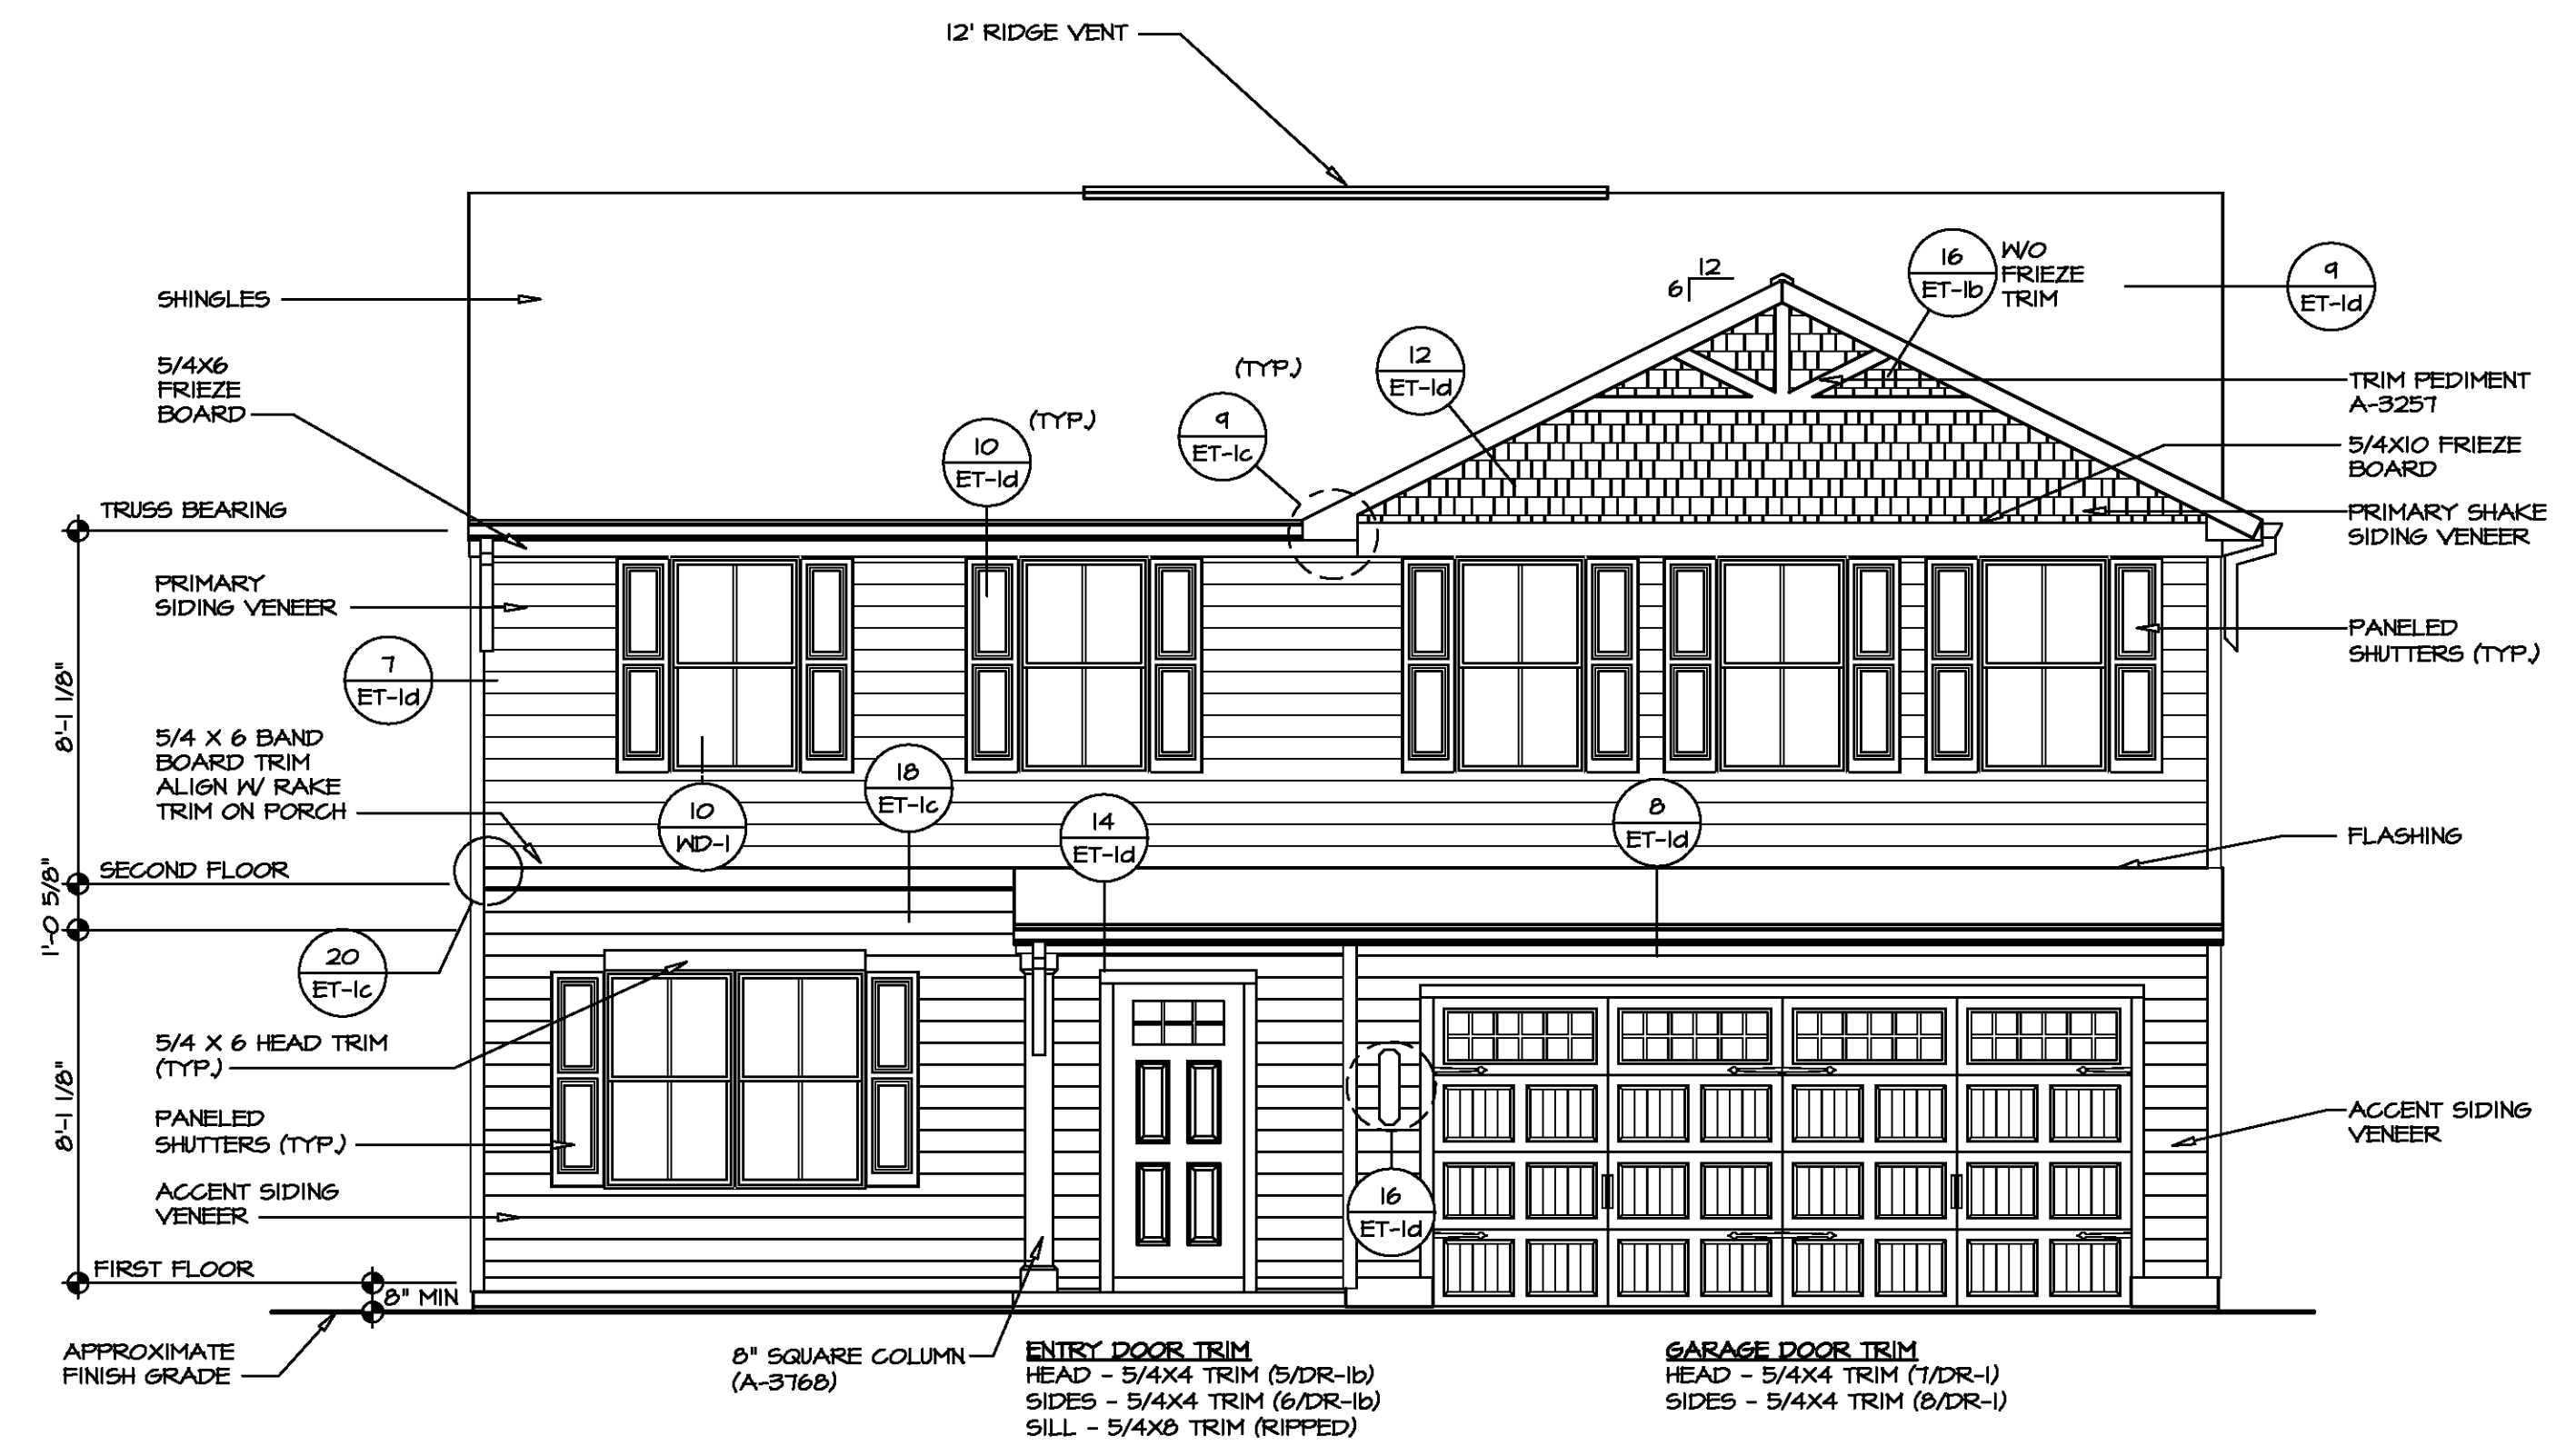 12' RIDGE VENT
SHINGLES
5/4X6
FRIEZE
BOARD
TRUSS BEARING
PRIMARY
SIDING VENEER
7
ET-1d
8'-1 1/8"
5/4 X 6 BAND
BOARD TRIM
ALIGN W/ RAKE
TRIM ON PORCH
SECOND FLOOR
1'-0 5/8"
20
ET-1c
5/4 X 6 HEAD TRIM
(TYP.)
8'-1 1/8"
PANELED
SHUTTERS (TYP.)
ACCENT SIDING
VENEER
FIRST FLOOR
8" MIN
APPROXIMATE
FINISH GRADE
10
ET-1d
(TYP.)
(TYP.)
9
ET-1c
12
ET-1d
6
12
16
ET-1b
W/O
FRIEZE
TRIM
9
ET-1d
TRIM PEDIMENT
A-3257
5/4X10 FRIEZE
BOARD
PRIMARY SHAKE
SIDING VENEER
PANELED
SHUTTERS (TYP.)
10
WD-1
18
ET-1c
14
ET-1d
8
ET-1d
FLASHING
16
ET-1d
ACCENT SIDING
VENEER
8" SQUARE COLUMN
(A-3768)
ENTRY DOOR TRIM
HEAD - 5/4X4 TRIM (5/DR-1b)
SIDES - 5/4X4 TRIM (6/DR-1b)
SILL - 5/4X8 TRIM (RIPPED)
GARAGE DOOR TRIM
HEAD - 5/4X4 TRIM (7/DR-1)
SIDES - 5/4X4 TRIM (8/DR-1)